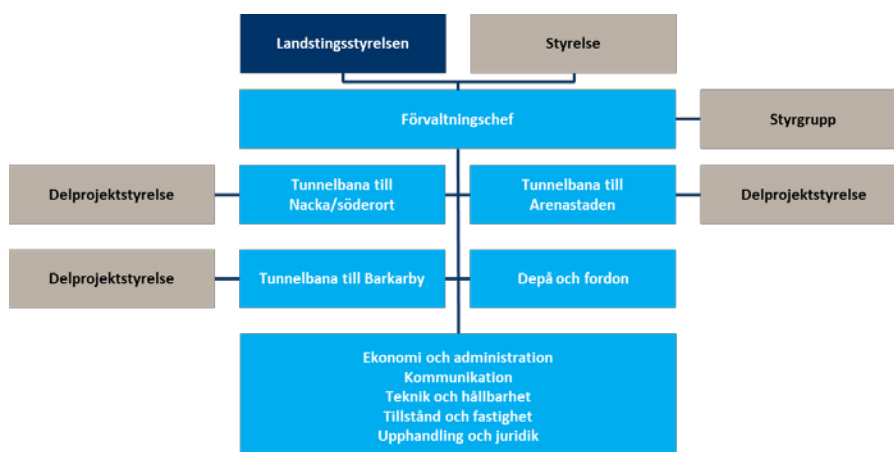 Landstingsstyrelsen
Styrelse
Förvaltningschef
Styrgrupp
Delprojektstyrelse
Tunnelbana till
Nacka/söderort
Tunnelbana till
Arenastaden
Delprojektstyrelse
Delprojektstyrelse
Tunnelbana till Barkarby
Depå och fordon
Ekonomi och administration
Kommunikation
Teknik och hållbarhet
Tillstånd och fastighet
Upphandling och juridik